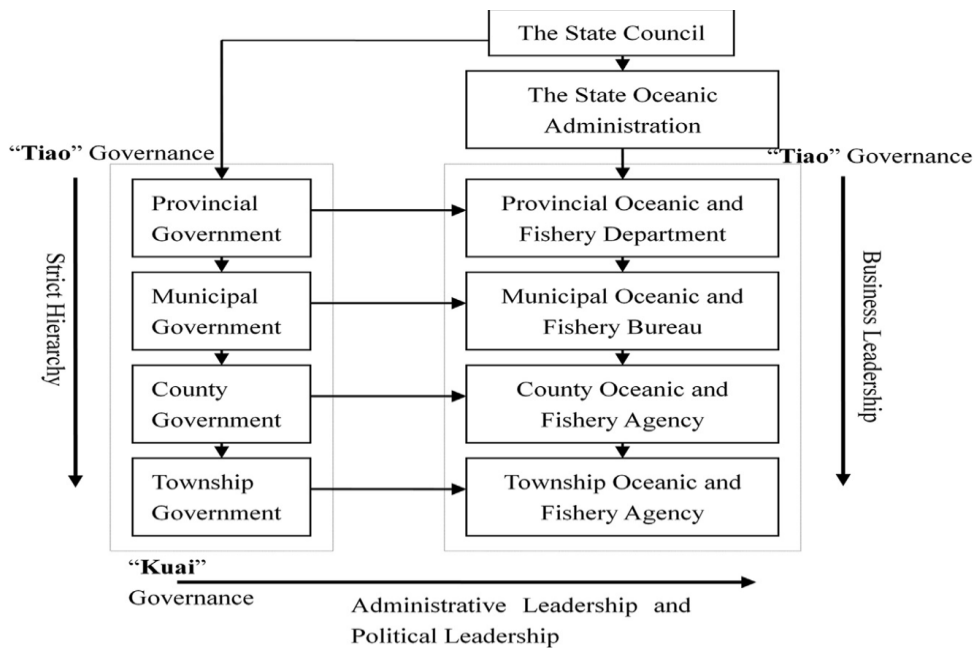 The State Council
The State Oceanic
Administration
“Tiao” Governance
“Tiao” Governance
Provincial
Government
Provincial Oceanic and
Fishery Department
Municipal
Government
Municipal Oceanic and
Fishery Bureau
County
Government
County Oceanic and
Fishery Agency
Township
Government
Township Oceanic and
Fishery Agency
Strict Hierarchy
Business Leadership
“Kuai”
Governance
Administrative Leadership and
Political Leadership